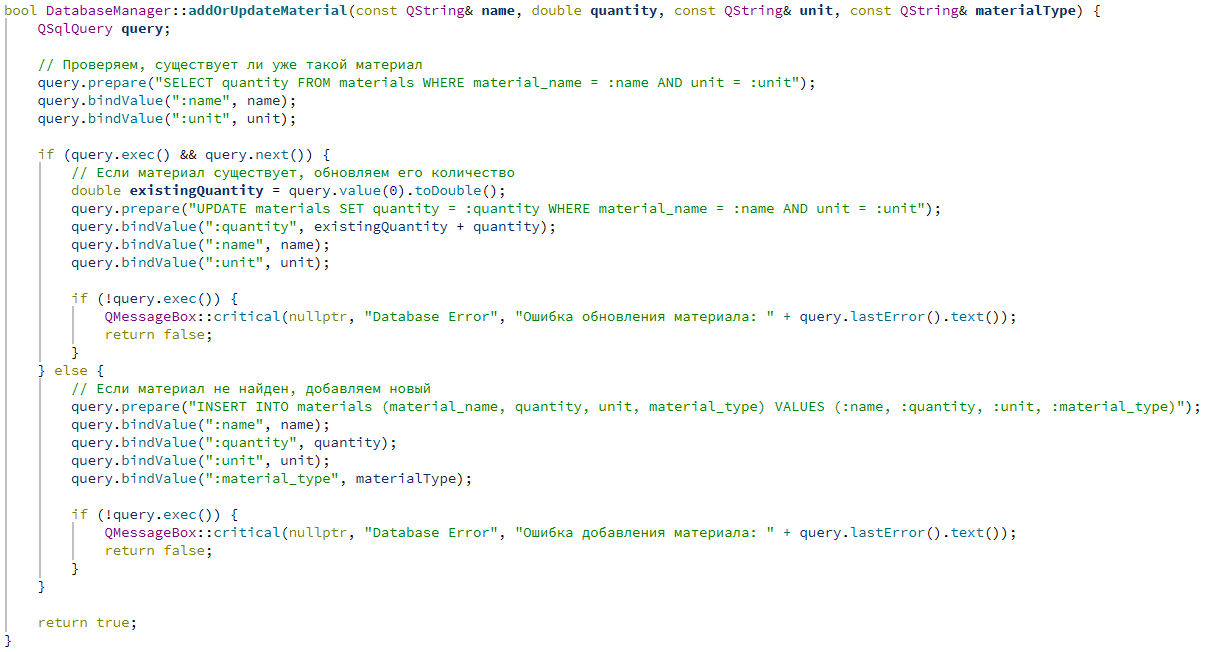 bool DatabaseManager::addOrUpdateMaterial(const QString& name, double quantity, const QString& unit, const QString& materialType) {
    QSqlQuery query;

    // Проверяем, существует ли уже такой материал
    query.prepare("SELECT quantity FROM materials WHERE material_name = :name AND unit = :unit");
    query.bindValue(":name", name);
    query.bindValue(":unit", unit);

    if (query.exec() && query.next()) {
        // Если материал существует, обновляем его количество
        double existingQuantity = query.value(0).toDouble();
        query.prepare("UPDATE materials SET quantity = :quantity WHERE material_name = :name AND unit = :unit");
        query.bindValue(":quantity", existingQuantity + quantity);
        query.bindValue(":name", name);
        query.bindValue(":unit", unit);

        if (!query.exec()) {
            QMessageBox::critical(nullptr, "Database Error", "Ошибка обновления материала: " + query.lastError().text());
            return false;
        }
    } else {
        // Если материал не найден, добавляем новый
        query.prepare("INSERT INTO materials (material_name, quantity, unit, material_type) VALUES (:name, :quantity, :unit, :material_type)");
        query.bindValue(":name", name);
        query.bindValue(":quantity", quantity);
        query.bindValue(":unit", unit);
        query.bindValue(":material_type", materialType);

        if (!query.exec()) {
            QMessageBox::critical(nullptr, "Database Error", "Ошибка добавления материала: " + query.lastError().text());
            return false;
        }
    }

    return true;
}